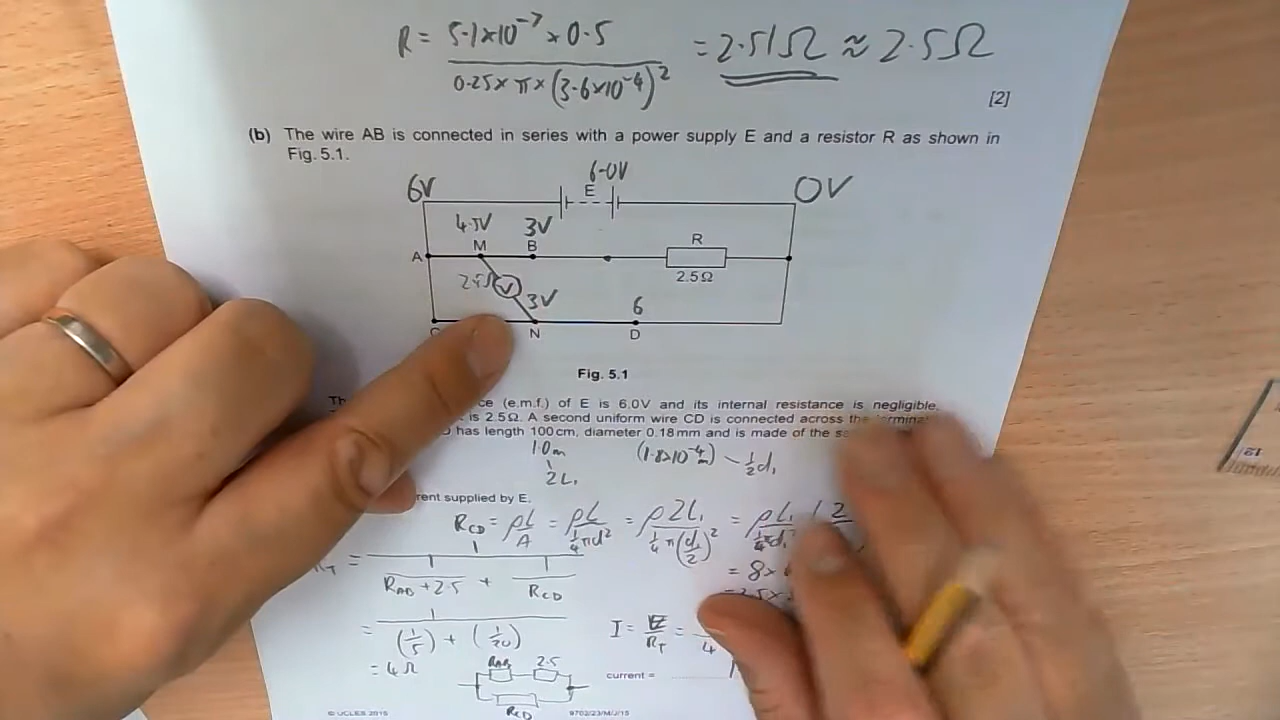 R = 5.1×10⁻⁷ × 0.5 / 0.25 × π × (3.6×10⁻⁴)² = 2.51Ω ≈ 2.5Ω
[2]
(b) The wire AB is connected in series with a power supply E and a resistor R as shown in
Fig. 5.1.
6.0V
6V E 0V
4.5V 3V
A M B R
2.5Ω
V
3V 6
N D
Fig. 5.1
(e.m.f.) of E is 6.0V and its internal resistance is negligible.
is 2.5Ω. A second uniform wire CD is connected across the
has length 100cm, diameter 0.18mm and is made of the
1.0m (1.8×10⁻⁴m) – ½d₁
2L₁
supplied by E,
R_CD = ρL/A = ρL/¼πd² = ρ2L₁/¼π(d₁/2)² = ρL₁
= 8×
= 1 / 1/(R_AB + 2.5) + 1/R_CD
= 1 / (1/5) + (1/20)
I = E/R_T =
4
= 4Ω
R_AB 2.5
R_CD
current =
© UCLES 2015 9702/23/M/J/15